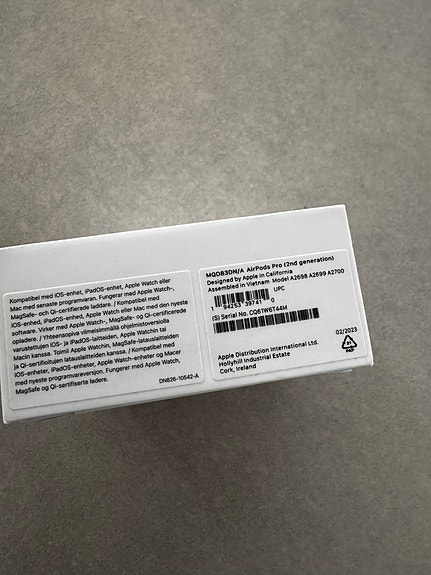 Kompatibel med iOS-enhet, iPadOS-enhet, Apple Watch eller
Mac med senaste programvaran. Fungerar med Apple Watch-,
MagSafe- och Qi-certifierade laddare. / Kompatibel med
iOS-enhed, iPadOS-enhed, Apple Watch eller Mac med den nyeste
software. Virker med Apple Watch-, MagSafe- og Qi-certificerede
opladere. / Yhteensopiva viimeisimmällä ohjelmistoversiolla
varustettujen iOS- ja iPadOS-laitteiden, Apple Watchin tai
Macin kanssa. Toimii Apple Watchin, MagSafe-latauslaitteiden
ja Qi-sertifioitujen latauslaitteiden kanssa. / Kompatibel med
iOS-enheter, iPadOS-enheter, Apple Watch-enheter og Macer
med nyeste programvareversjon. Fungerer med Apple Watch,
MagSafe og Qi-sertifiserte ladere.
DN826-10542-A
MQD83DN/A AirPods Pro (2nd generation)
Designed by Apple in California
Assembled in Vietnam Model A2698 A2699 A2700
UPC
1 94253 39741 0
(S) Serial No. CQ6TW6T44M
02/2023
Apple Distribution International Ltd.
Hollyhill Industrial Estate
Cork, Ireland
PAP